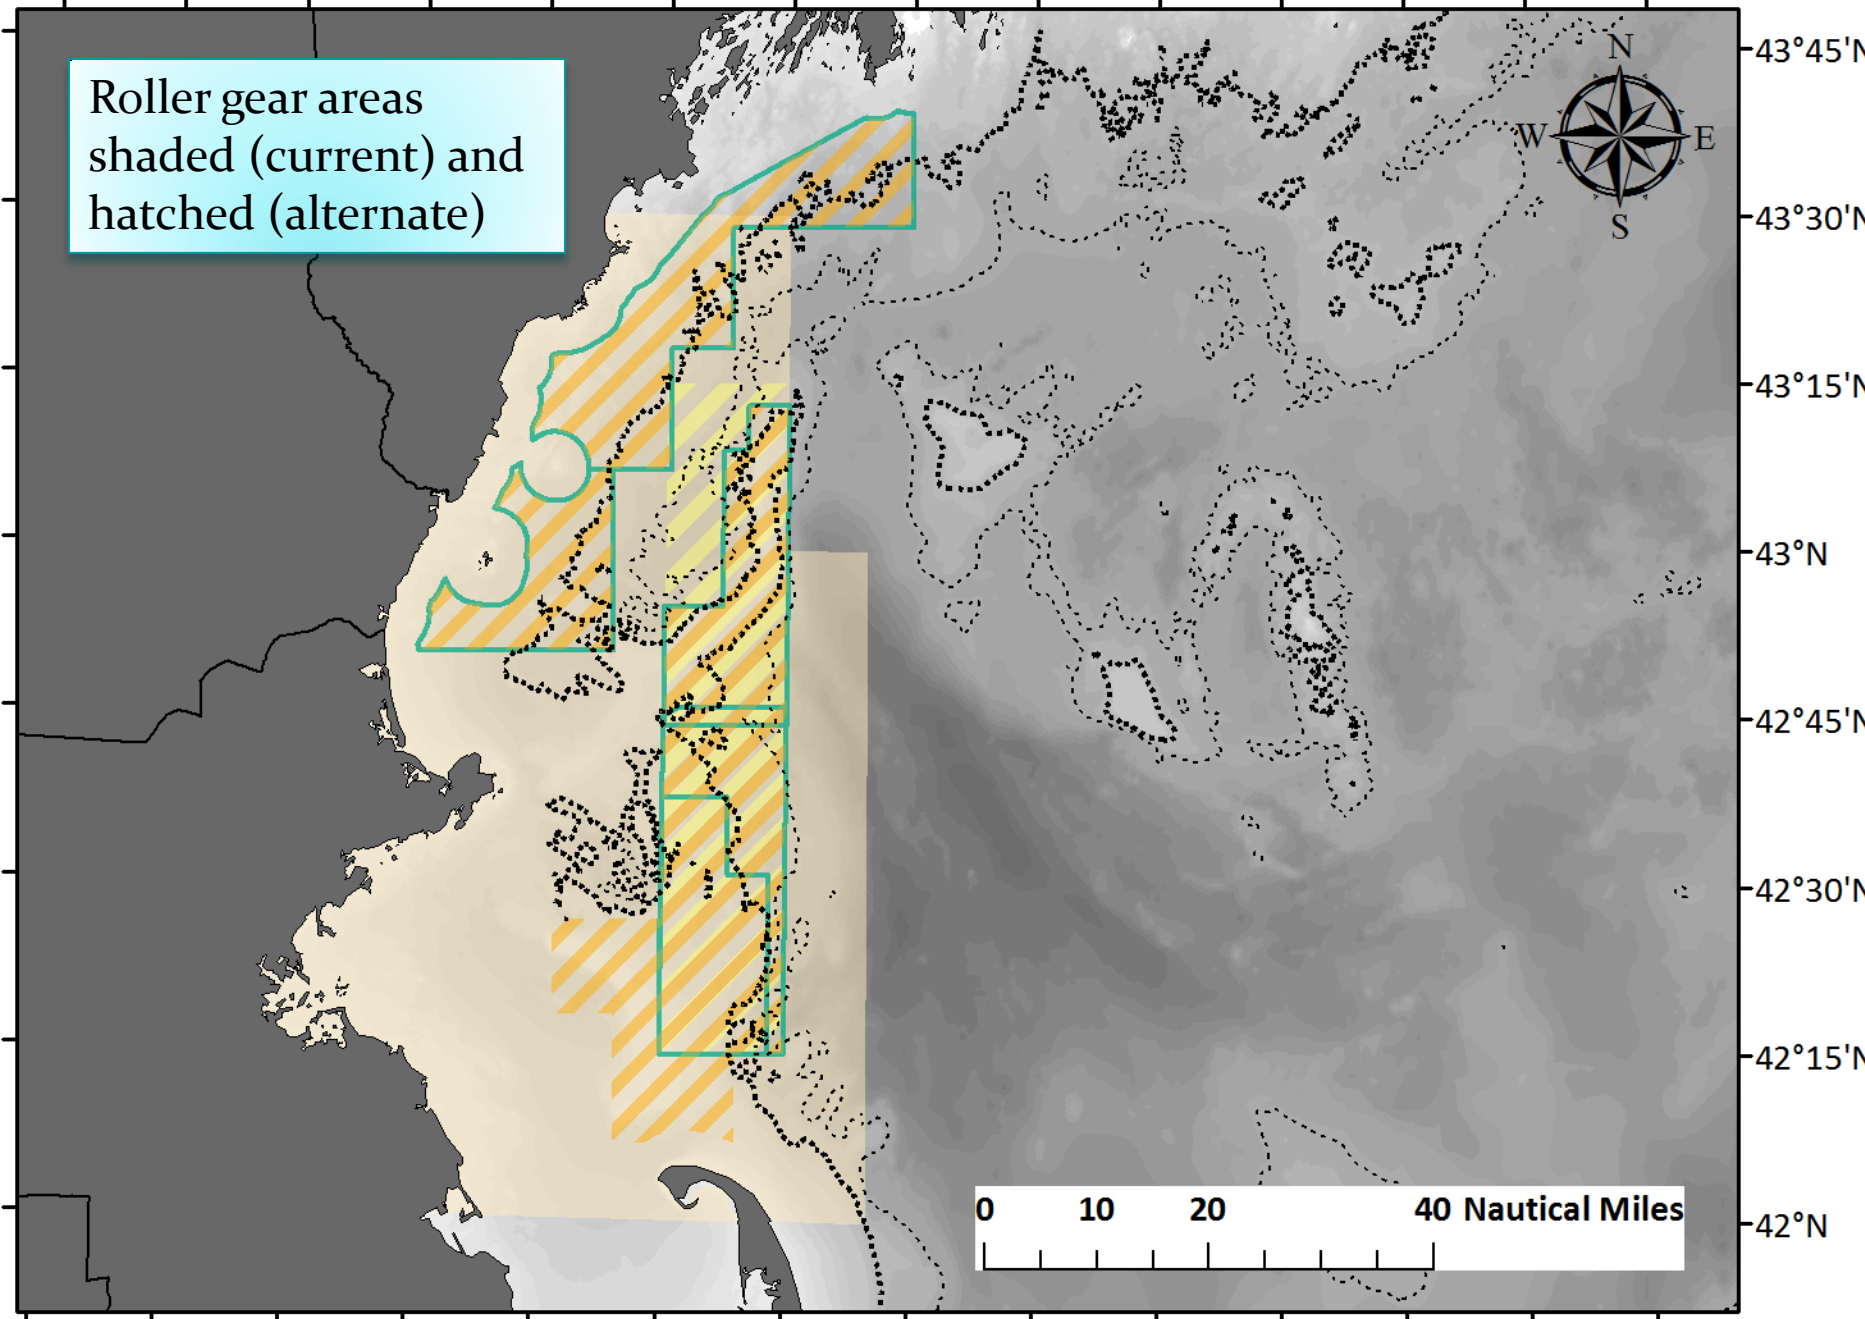 Roller gear areas
shaded (current) and
hatched (alternate)
N
W E
S
43°45'N
43°30'N
43°15'N
43°N
42°45'N
42°30'N
42°15'N
42°N
0 10 20 40 Nautical Miles